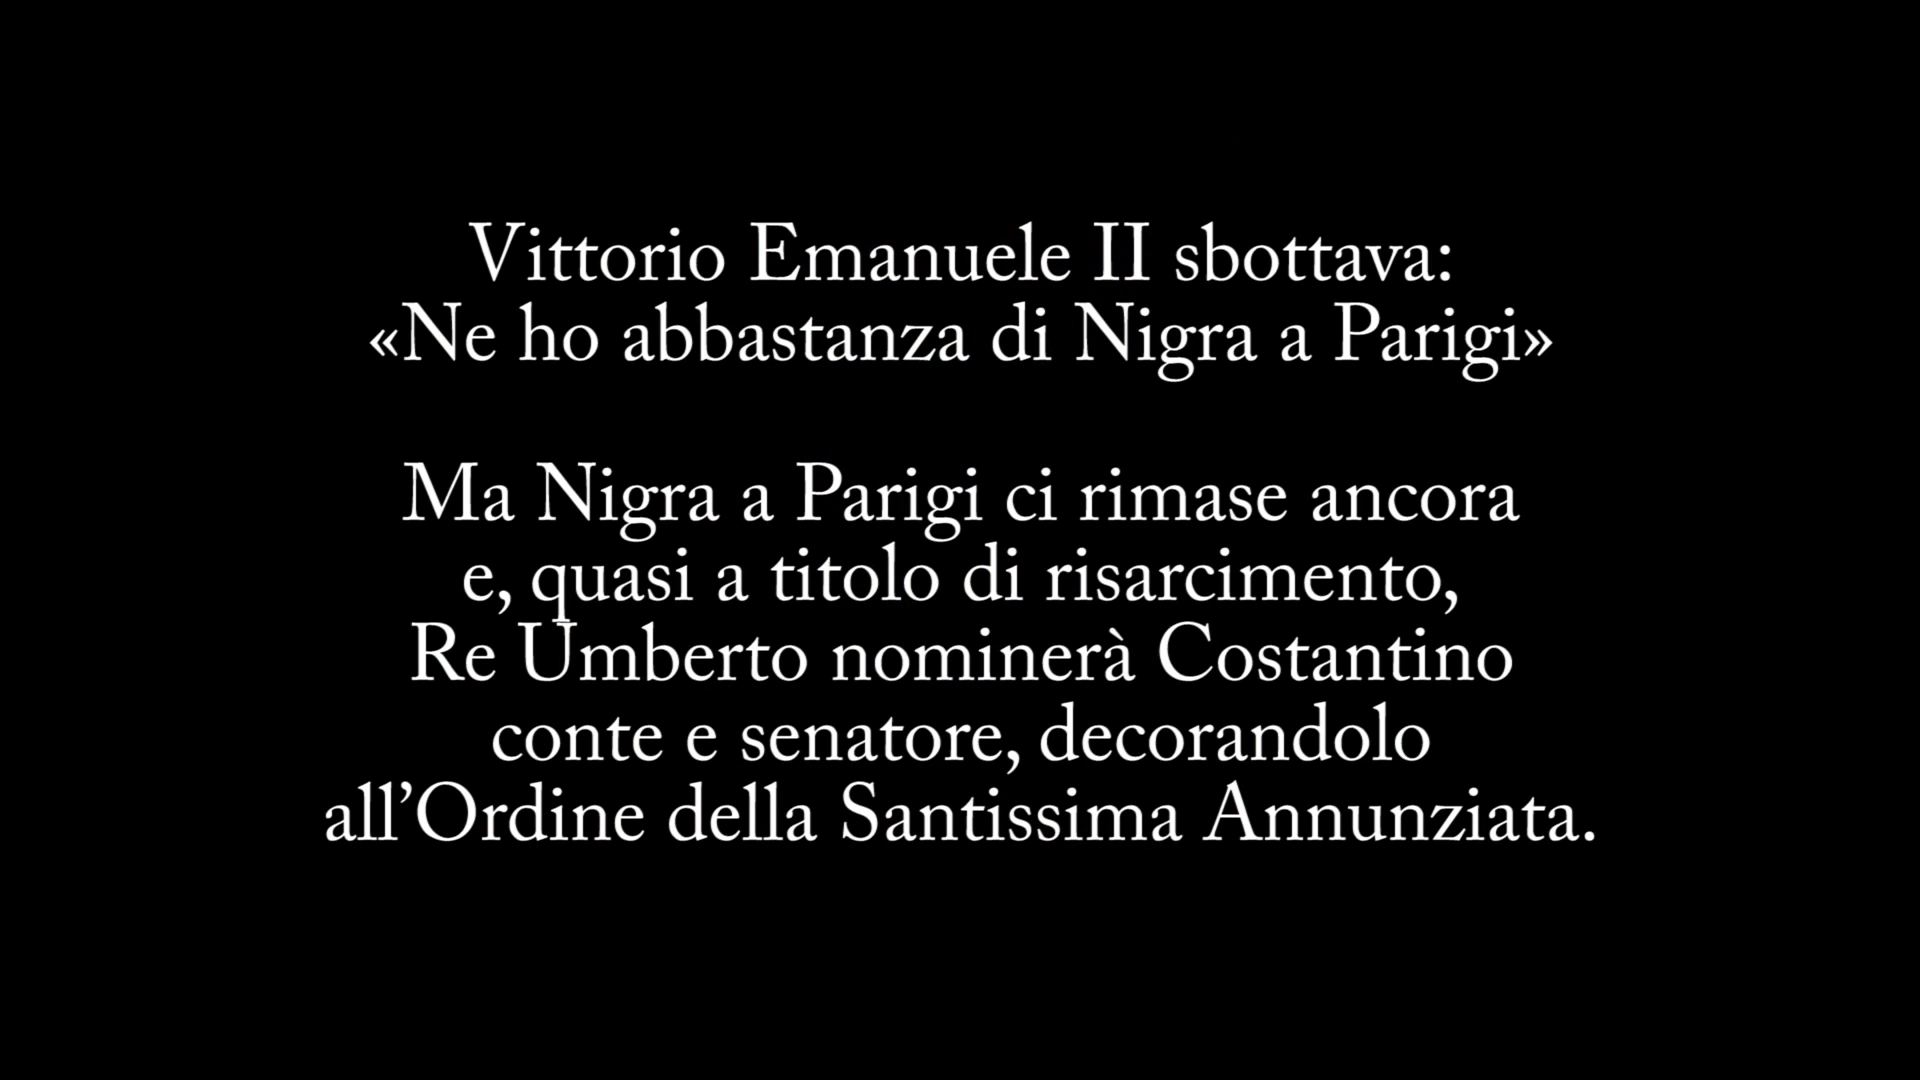 Vittorio Emanuele II sbottava:
«Ne ho abbastanza di Nigra a Parigi»
Ma Nigra a Parigi ci rimase ancora
e, quasi a titolo di risarcimento,
Re Umberto nominerà Costantino
conte e senatore, decorandolo
all’Ordine della Santissima Annunziata.